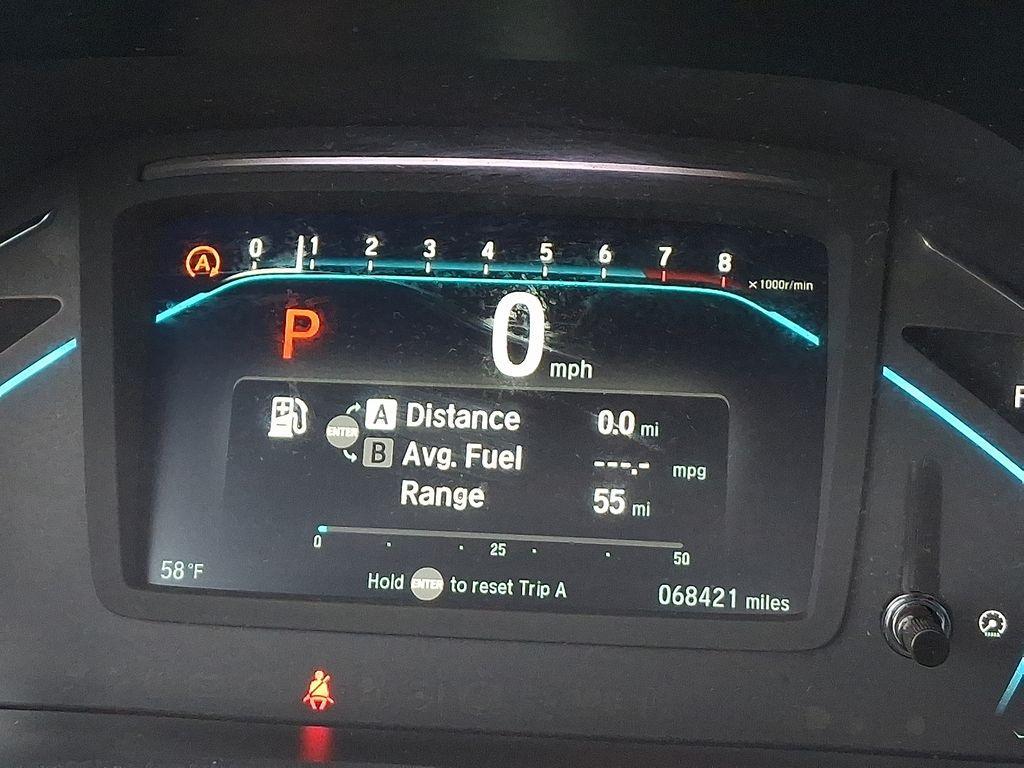 A 0 1 2 3 4 5 6 7 8 ×1000r/min
P 0 mph
A Distance 0.0 mi
ENTER
B Avg. Fuel ---.- mpg
Range 55 mi
0 25 50
58°F Hold ENTER to reset Trip A 068421 miles